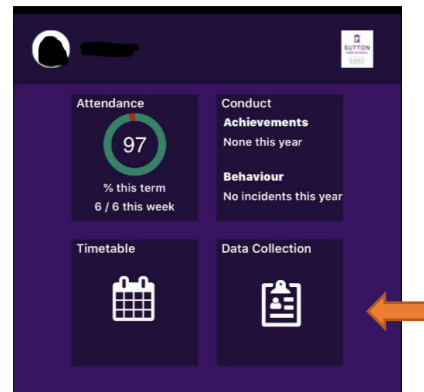 SUTTON
Attendance
97
% this term
6 / 6 this week
Conduct
Achievements
None this year
Behaviour
No incidents this year
Timetable
Data Collection